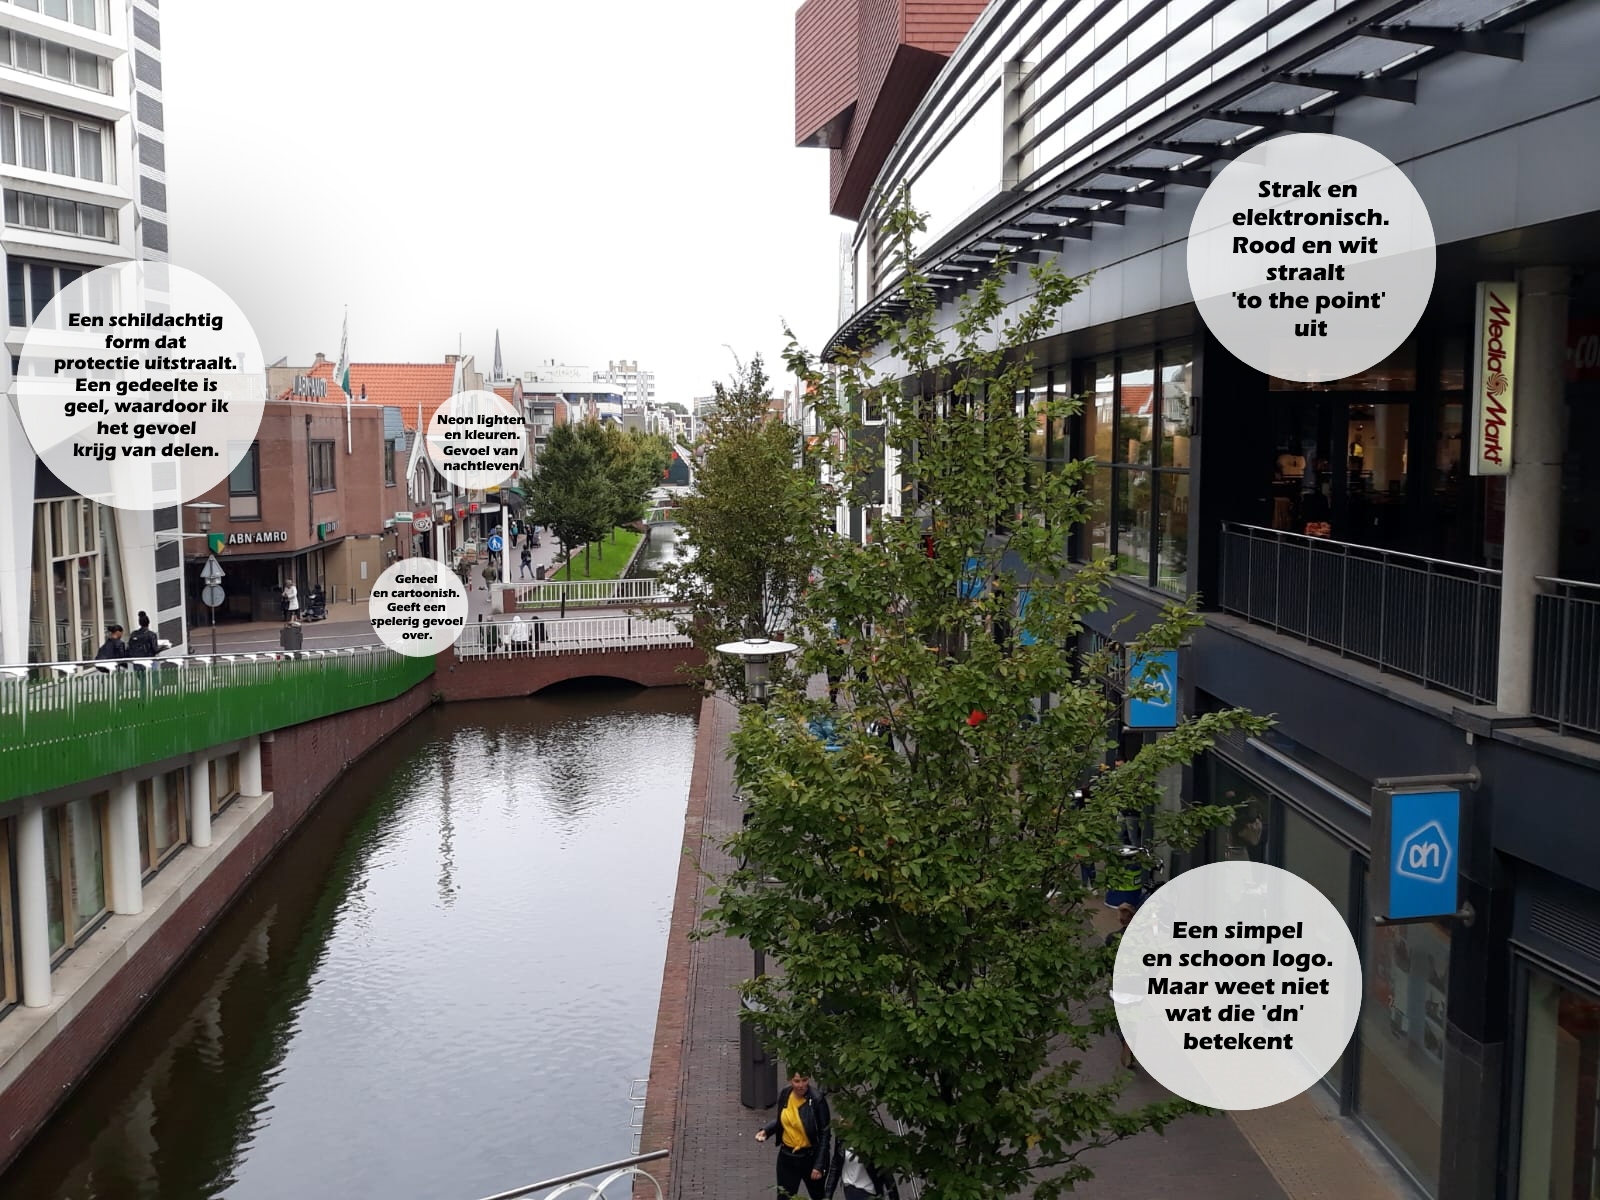 Strak en
elektronisch.
Rood en wit
straalt
'to the point'
uit
Een schildachtig
form dat
protectie uitstraalt.
Een gedeelte is
geel, waardoor ik
het gevoel
krijg van delen.
Neon lighten
en kleuren.
Gevoel van
nachtleven.
Geheel
en cartoonish.
Geeft een
spelerig gevoel
over.
Een simpel
en schoon logo.
Maar weet niet
wat die 'dn'
betekent
Media Markt
ABN·AMRO
ah